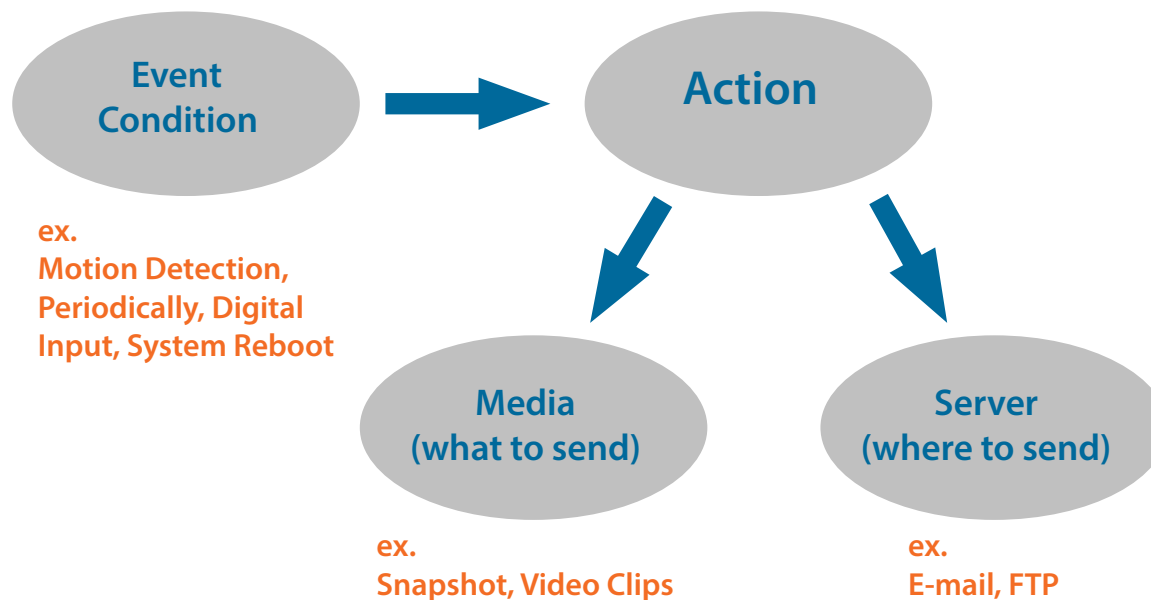 Event
Condition
Action
ex.
Motion Detection,
Periodically, Digital
Input, System Reboot
Media
(what to send)
ex.
Snapshot, Video Clips
Server
(where to send)
ex.
E-mail, FTP